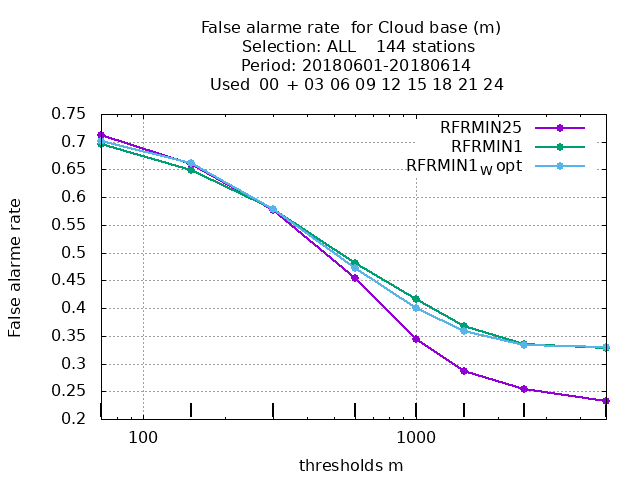 False alarme rate  for Cloud base (m)
Selection: ALL    144 stations
Period: 20180601-20180614
Used  00 + 03 06 09 12 15 18 21 24
RFRMIN25
RFRMIN1
RFRMIN1W opt
0.75
0.7
0.65
0.6
0.55
0.5
0.45
0.4
0.35
0.3
0.25
0.2
False alarme rate
100
1000
thresholds m